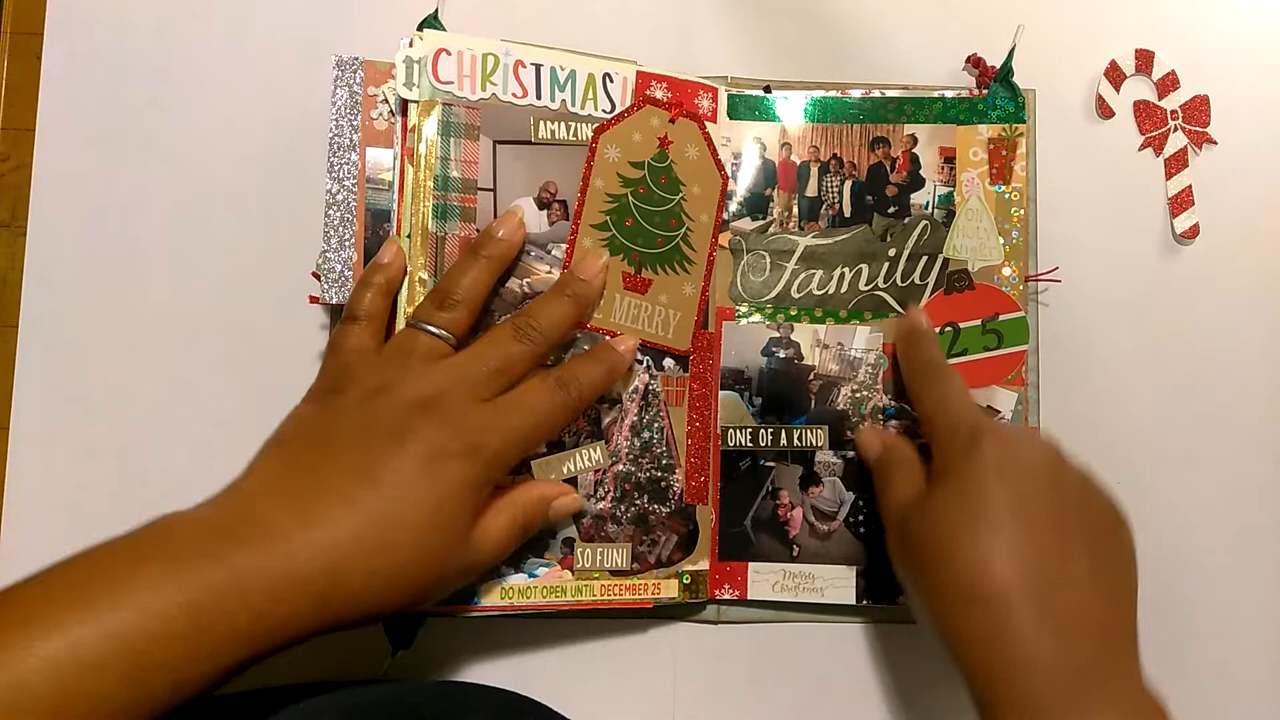 CHRISTMAS!
AMAZING
MERRY
WARM
SO FUN!
DO NOT OPEN UNTIL DECEMBER 25
Family
OH
HOLY
NIGHT
25
ONE OF A KIND
Merry
Christmas